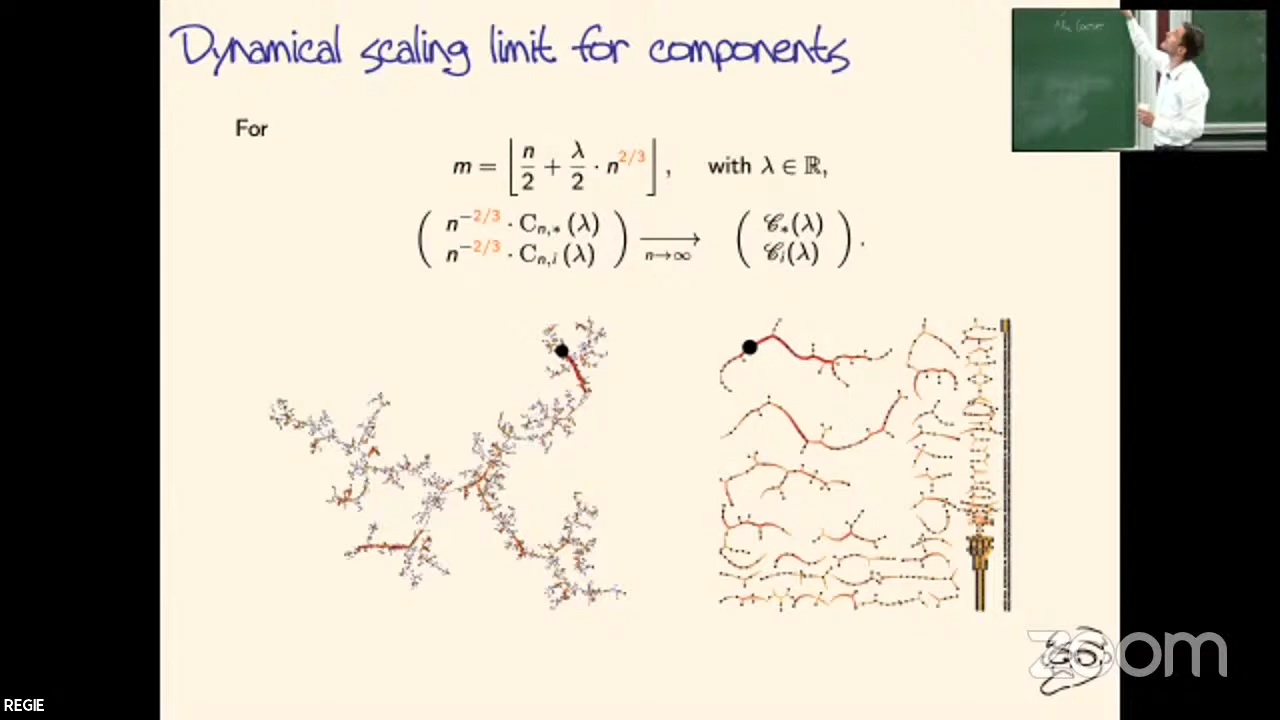 Dynamical scaling limit for components
For
m = ⌊ n/2 + λ/2 · n^{2/3} ⌋ , with λ ∈ ℝ,
( n^{−2/3} · C_{n,*}(λ) n^{−2/3} · C_{n,i}(λ) ) ⟶_{n→∞} ( 𝒞_*(λ) 𝒞_i(λ) ) .
zoom
REGIE